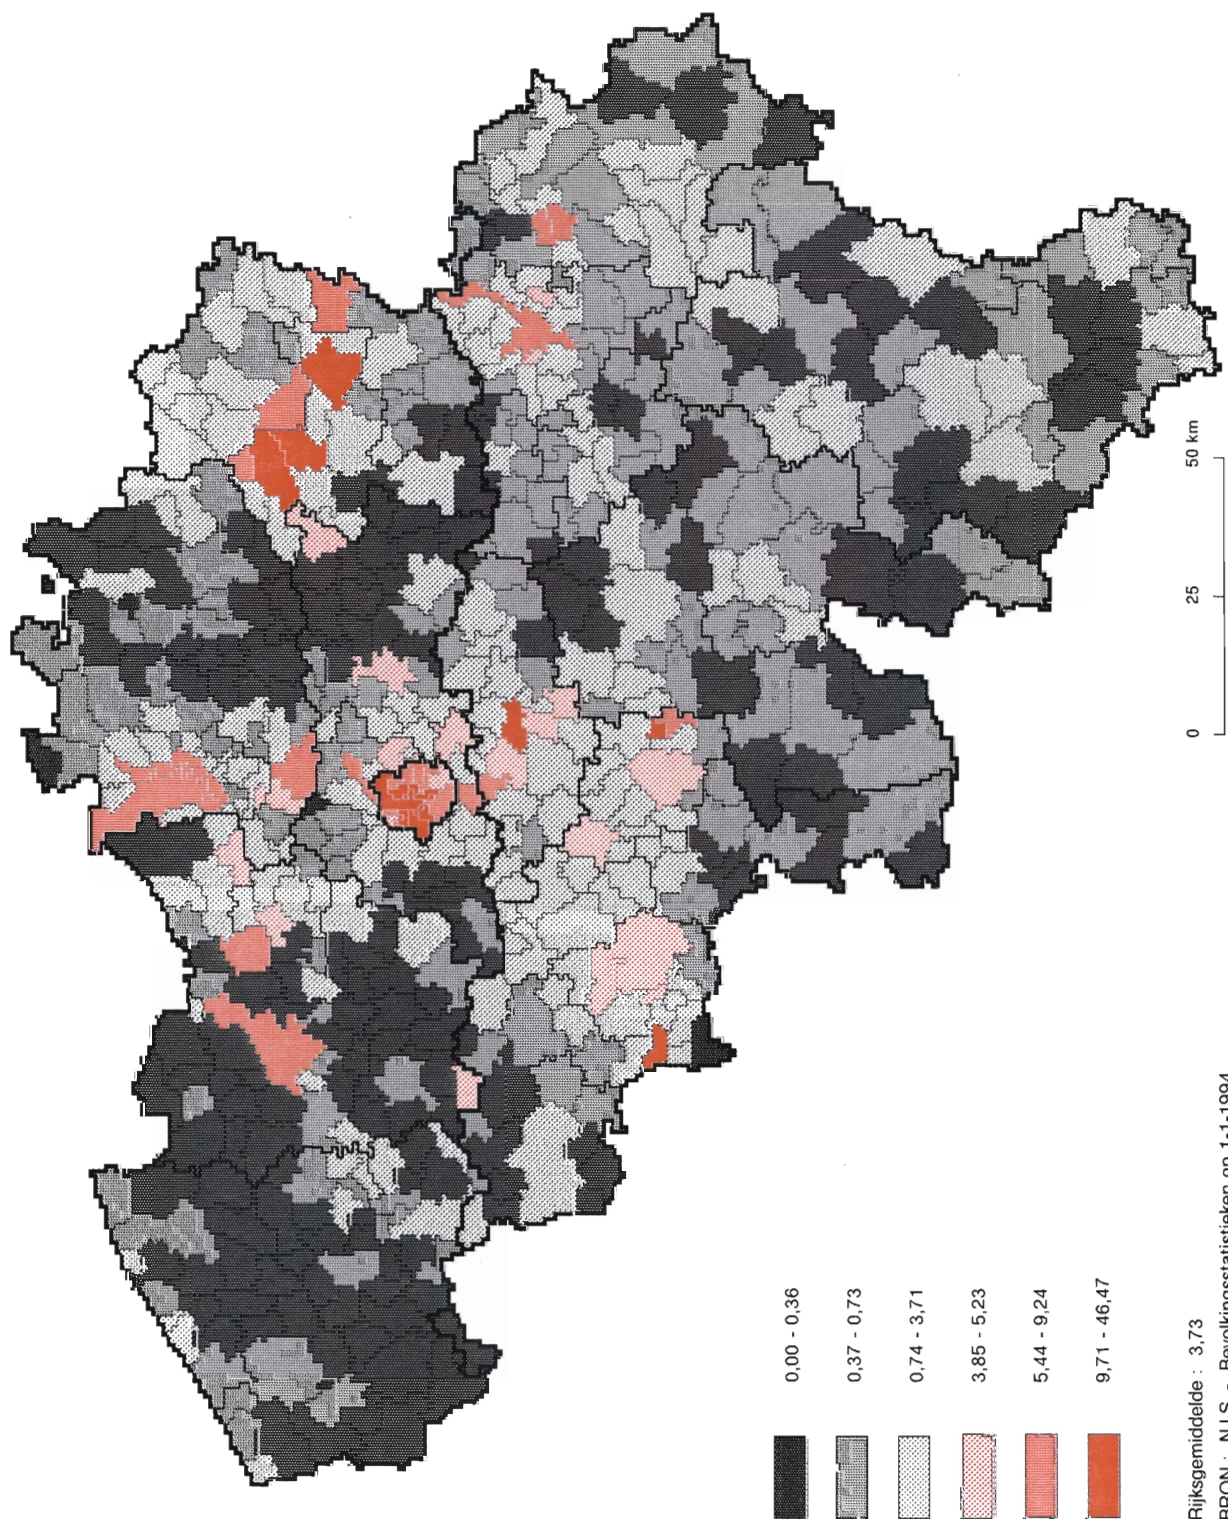 0,00 - 0,36
0,37 - 0,73
0,74 - 3,71
3,85 - 5,23
5,44 - 9,24
9,71 - 46,47
0 25 50 km
Rijksgemiddelde : 3,73
BRON : N.I.S. - Bevolkingsstatistieken op 1-1-1994